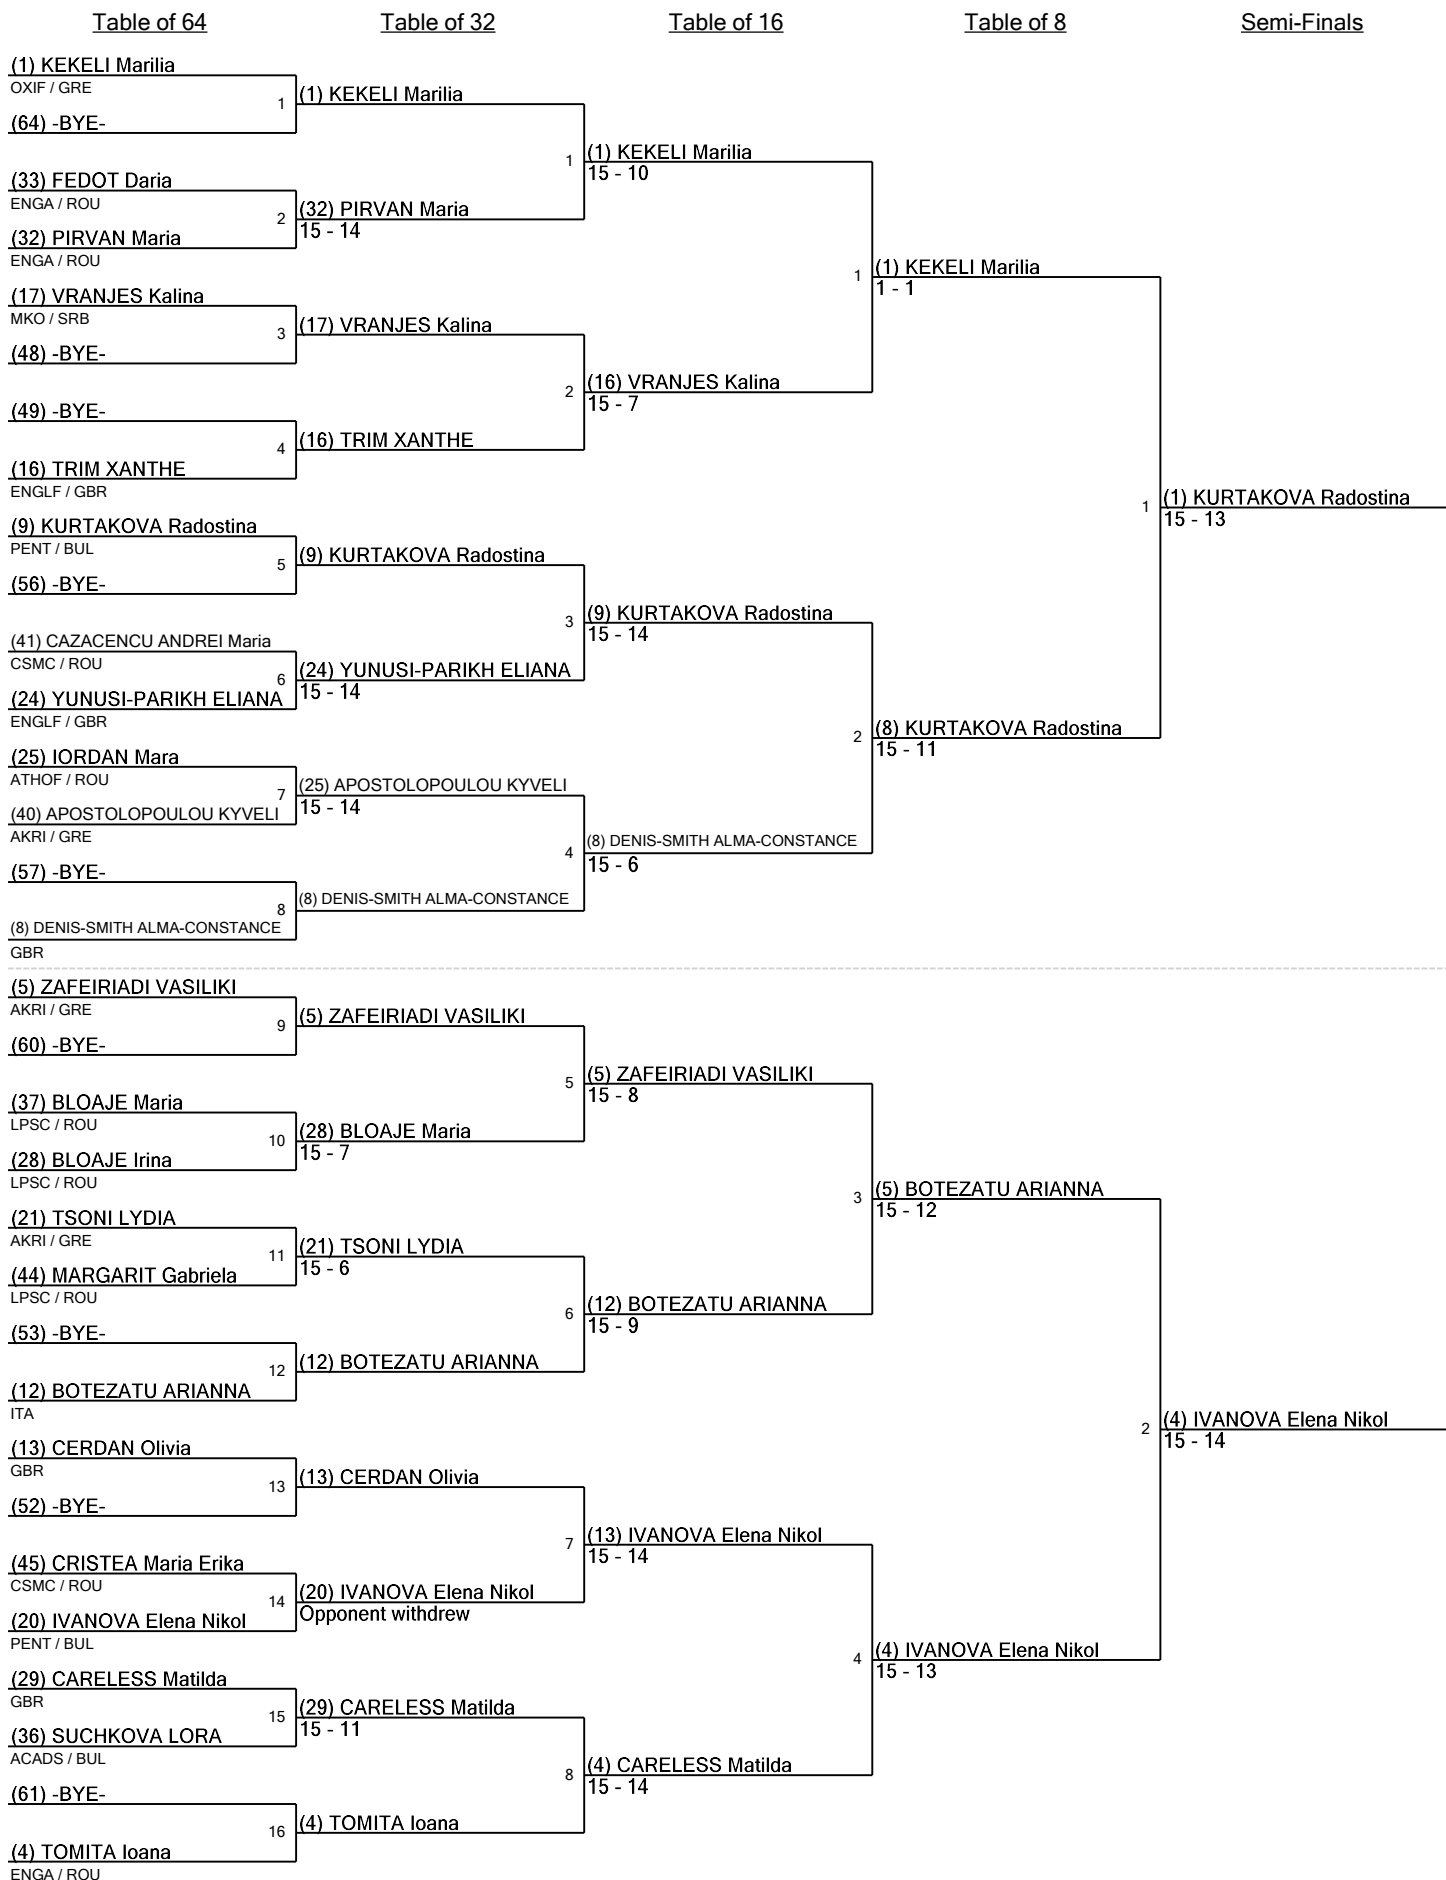 Table of 64
Table of 32
Table of 16
Table of 8
Semi-Finals
(1) KEKELI Marilia
OXIF / GRE
1
(64) -BYE-
(33) FEDOT Daria
ENGA / ROU
2
(32) PIRVAN Maria
ENGA / ROU
(17) VRANJES Kalina
MKO / SRB
3
(48) -BYE-
(49) -BYE-
4
(16) TRIM XANTHE
ENGLF / GBR
(9) KURTAKOVA Radostina
PENT / BUL
5
(56) -BYE-
(41) CAZACENCU ANDREI Maria
CSMC / ROU
6
(24) YUNUSI-PARIKH ELIANA
ENGLF / GBR
(25) IORDAN Mara
ATHOF / ROU
7
(40) APOSTOLOPOULOU KYVELI
AKRI / GRE
(57) -BYE-
8
(8) DENIS-SMITH ALMA-CONSTANCE
GBR
(5) ZAFEIRIADI VASILIKI
AKRI / GRE
9
(60) -BYE-
(37) BLOAJE Maria
LPSC / ROU
10
(28) BLOAJE Irina
LPSC / ROU
(21) TSONI LYDIA
AKRI / GRE
11
(44) MARGARIT Gabriela
LPSC / ROU
(53) -BYE-
12
(12) BOTEZATU ARIANNA
ITA
(13) CERDAN Olivia
GBR
13
(52) -BYE-
(45) CRISTEA Maria Erika
CSMC / ROU
14
(20) IVANOVA Elena Nikol
PENT / BUL
(29) CARELESS Matilda
GBR
15
(36) SUCHKOVA LORA
ACADS / BUL
(61) -BYE-
16
(4) TOMITA Ioana
ENGA / ROU
(1) KEKELI Marilia
1
(32) PIRVAN Maria
15 - 14
(17) VRANJES Kalina
2
(16) TRIM XANTHE
(9) KURTAKOVA Radostina
3
(24) YUNUSI-PARIKH ELIANA
15 - 14
(25) APOSTOLOPOULOU KYVELI
15 - 14
4
(8) DENIS-SMITH ALMA-CONSTANCE
(5) ZAFEIRIADI VASILIKI
5
(28) BLOAJE Maria
15 - 7
(21) TSONI LYDIA
15 - 6
6
(12) BOTEZATU ARIANNA
(13) CERDAN Olivia
7
(20) IVANOVA Elena Nikol
Opponent withdrew
(29) CARELESS Matilda
15 - 11
8
(4) TOMITA Ioana
(1) KEKELI Marilia
15 - 10
1
(16) VRANJES Kalina
15 - 7
(9) KURTAKOVA Radostina
15 - 14
2
(8) DENIS-SMITH ALMA-CONSTANCE
15 - 6
(5) ZAFEIRIADI VASILIKI
15 - 8
3
(12) BOTEZATU ARIANNA
15 - 9
(13) IVANOVA Elena Nikol
15 - 14
4
(4) CARELESS Matilda
15 - 14
(1) KEKELI Marilia
1 - 1
1
(8) KURTAKOVA Radostina
15 - 11
(5) BOTEZATU ARIANNA
15 - 12
2
(4) IVANOVA Elena Nikol
15 - 13
(1) KURTAKOVA Radostina
15 - 13
(4) IVANOVA Elena Nikol
15 - 14